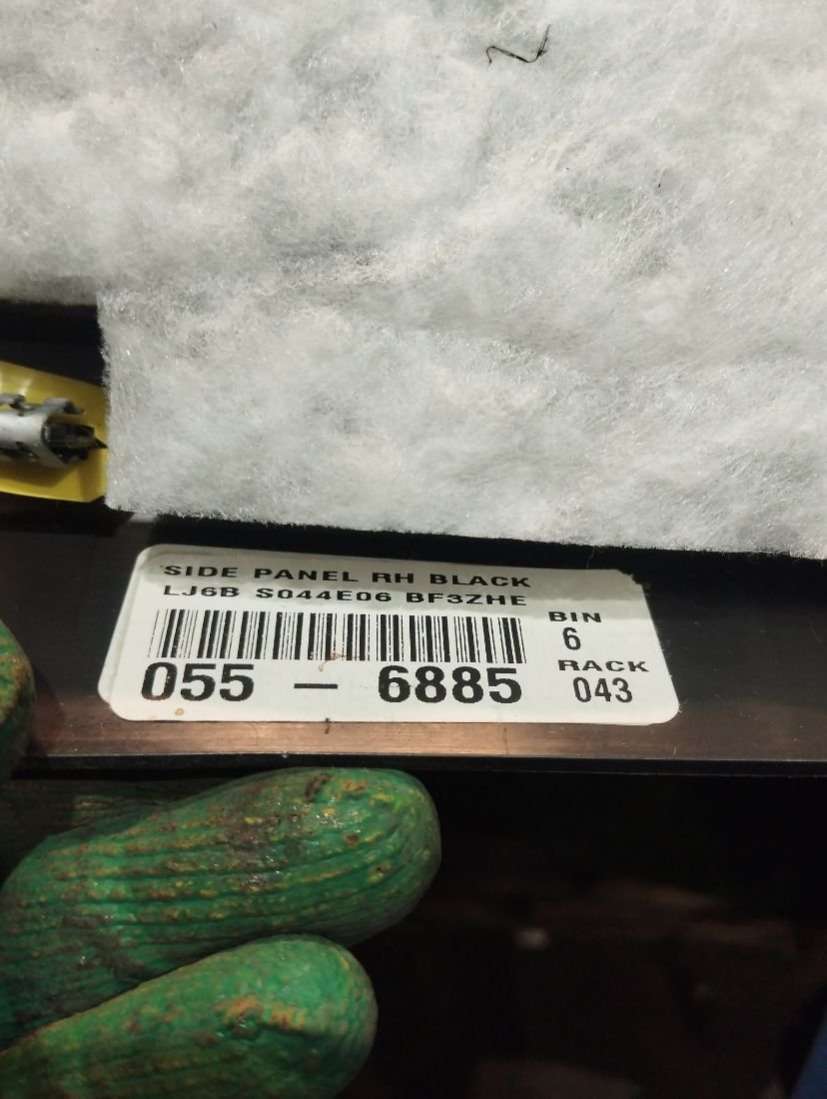 SIDE PANEL RH BLACK
LJ6B S044E06 BF3ZHE
BIN
6
055 – 6885
RACK
043